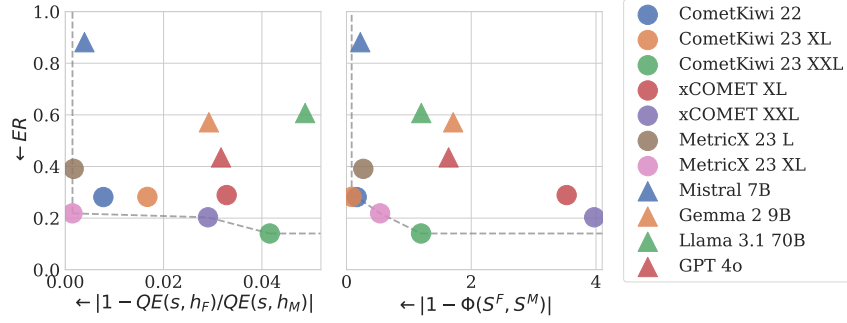 1.0
0.8
0.6
0.4
0.2
0.0
← ER
0.00
0.02
0.04
← |1 − QE(s, h_F)/QE(s, h_M)|
0
2
4
← |1 − Φ(S^F, S^M)|
CometKiwi 22
CometKiwi 23 XL
CometKiwi 23 XXL
xCOMET XL
xCOMET XXL
MetricX 23 L
MetricX 23 XL
Mistral 7B
Gemma 2 9B
Llama 3.1 70B
GPT 4o